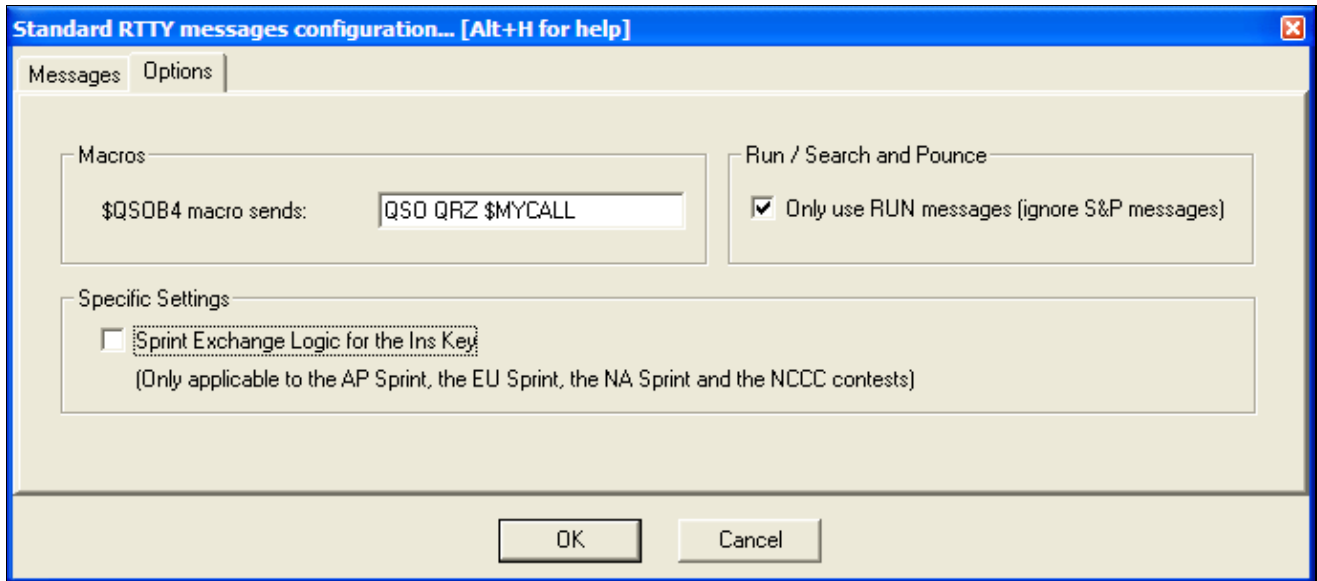 Standard RTTY messages configuration... [Alt+H for help]
Messages
Options
Macros
$QSOB4 macro sends:
QSO QRZ $MYCALL
Run / Search and Pounce
Only use RUN messages (ignore S&P messages)
Specific Settings
Sprint Exchange Logic for the Ins Key
(Only applicable to the AP Sprint, the EU Sprint, the NA Sprint and the NCCC contests)
OK
Cancel